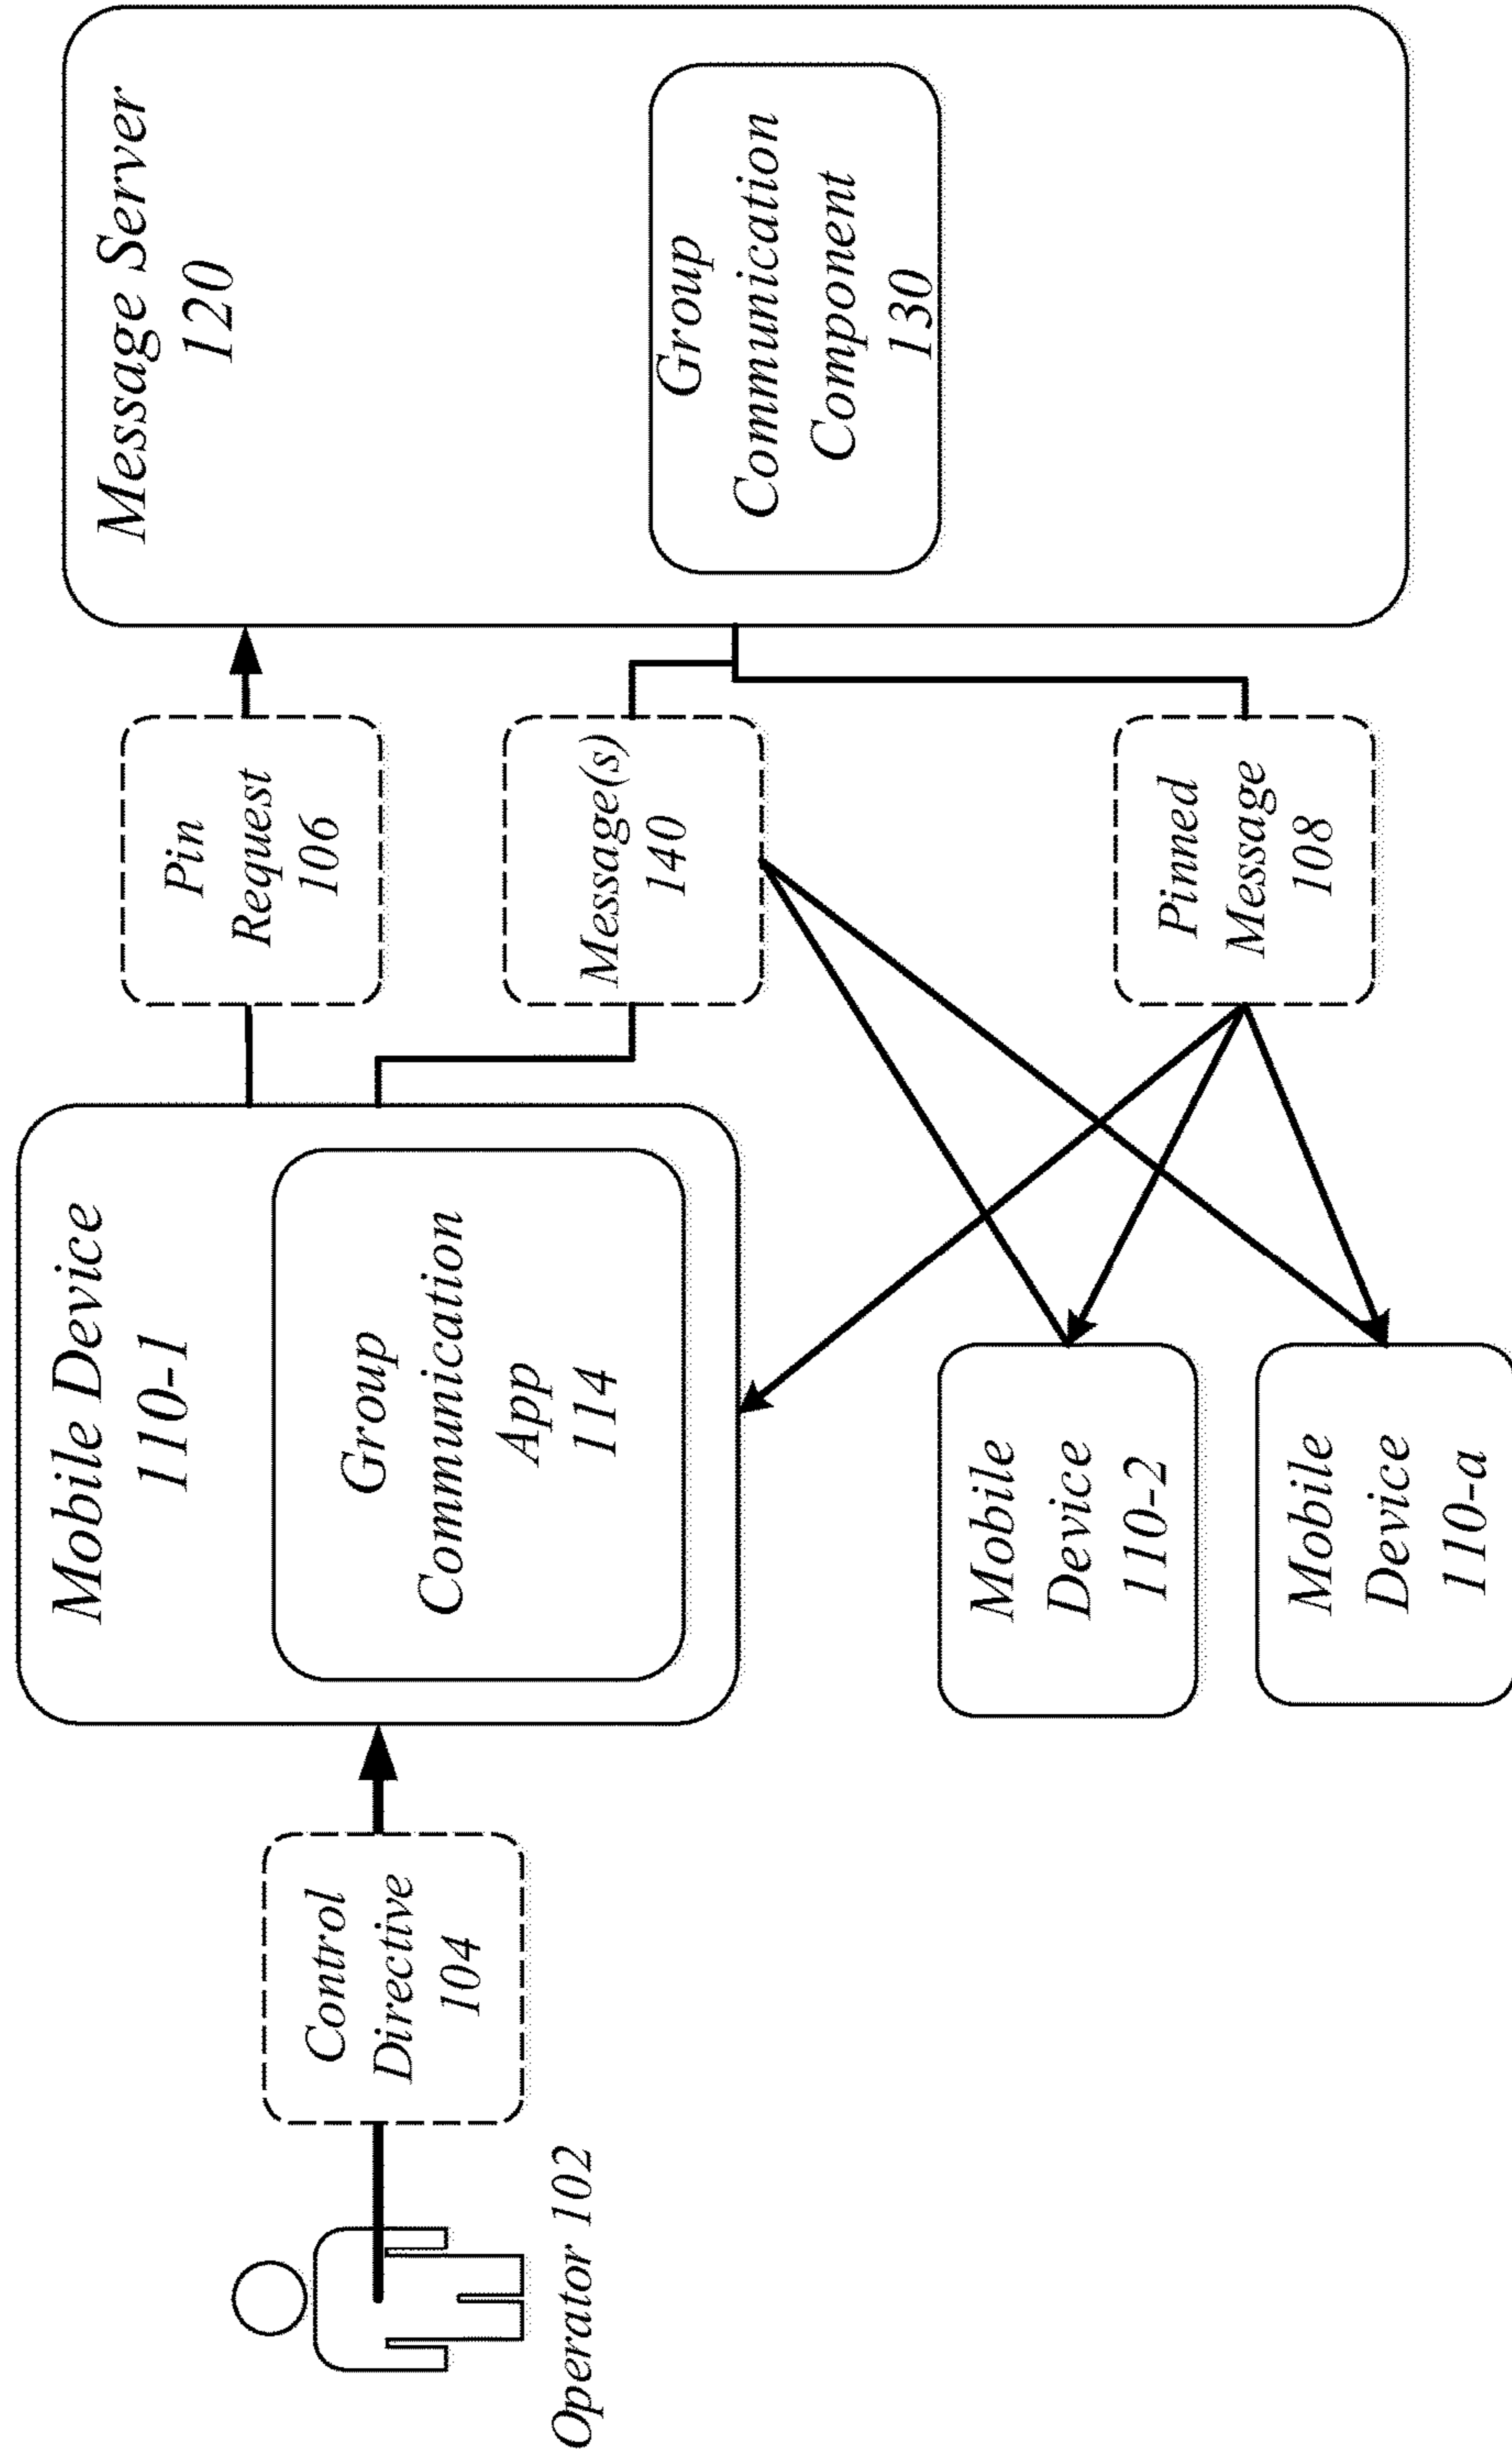 Operator 102
Control
Directive
104
Mobile Device
110-1
Group
Communication
App
114
Mobile
Device
110-2
Mobile
Device
110-a
Pin
Request
106
Message(s)
140
Pinned
Message
108
Message Server
120
Group
Communication
Component
130